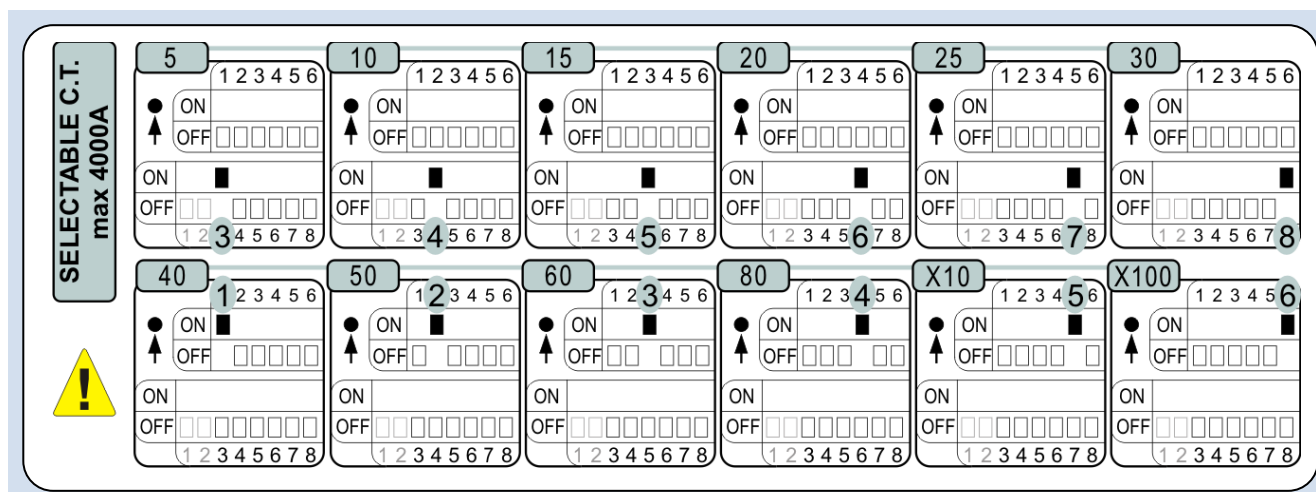 SELECTABLE C.T.
max 4000A
5 10 15 20 25 30
1 2 3 4 5 6 1 2 3 4 5 6 1 2 3 4 5 6 1 2 3 4 5 6 1 2 3 4 5 6 1 2 3 4 5 6
ON ON ON ON ON ON
OFF OFF OFF OFF OFF OFF
ON ON ON ON ON ON
OFF OFF OFF OFF OFF OFF
1 2 3 4 5 6 7 8 1 2 3 4 5 6 7 8 1 2 3 4 5 6 7 8 1 2 3 4 5 6 7 8 1 2 3 4 5 6 7 8 1 2 3 4 5 6 7 8
40 50 60 80 X10 X100
1 2 3 4 5 6 1 2 3 4 5 6 1 2 3 4 5 6 1 2 3 4 5 6 1 2 3 4 5 6 1 2 3 4 5 6
ON ON ON ON ON ON
OFF OFF OFF OFF OFF OFF
ON ON ON ON ON ON
OFF OFF OFF OFF OFF OFF
1 2 3 4 5 6 7 8 1 2 3 4 5 6 7 8 1 2 3 4 5 6 7 8 1 2 3 4 5 6 7 8 1 2 3 4 5 6 7 8 1 2 3 4 5 6 7 8
!